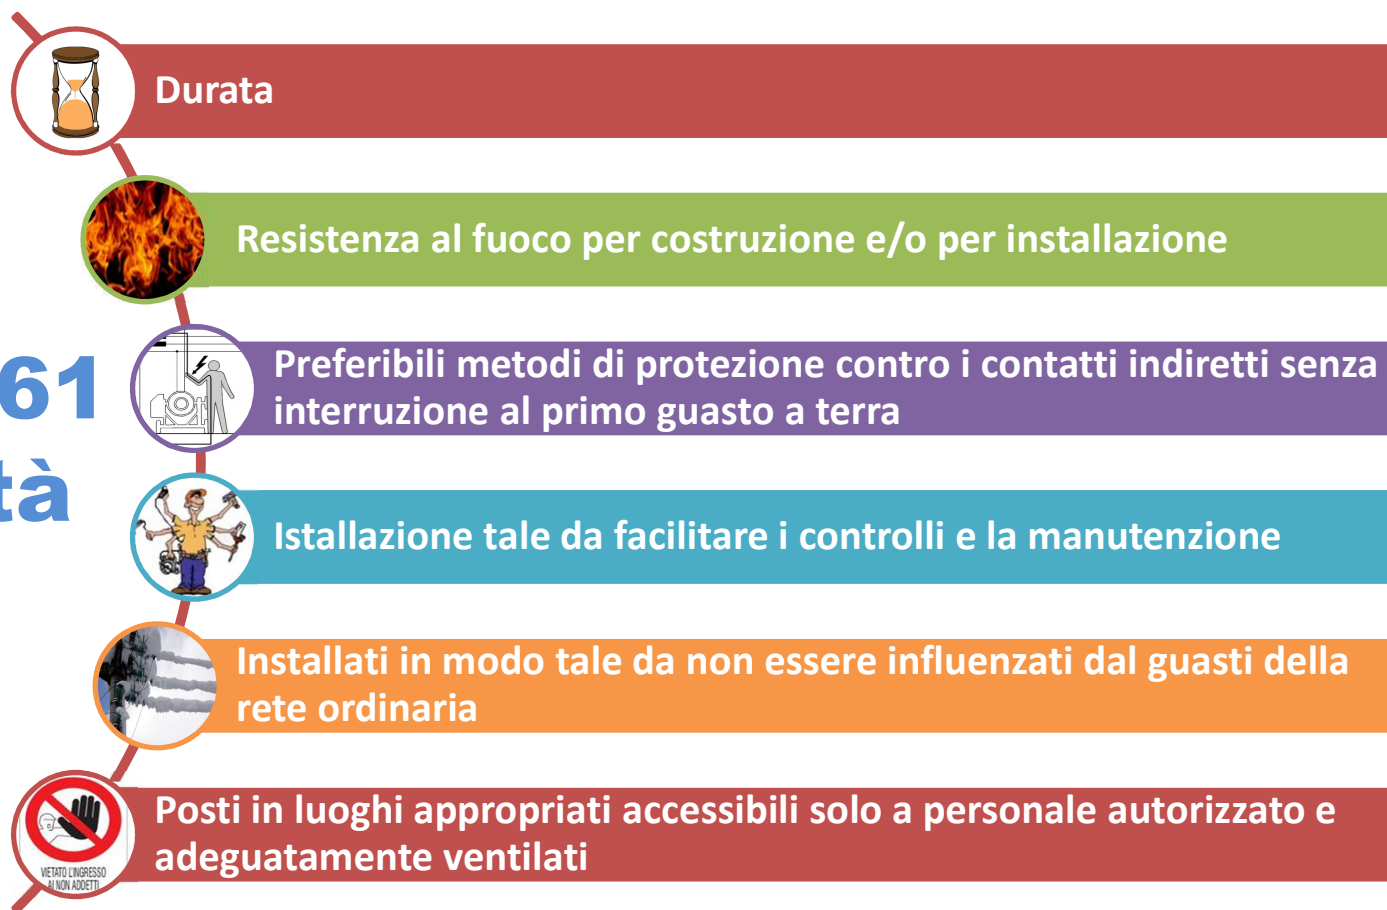 Durata
Resistenza al fuoco per costruzione e/o per installazione
61
Preferibili metodi di protezione contro i contatti indiretti senza
interruzione al primo guasto a terra
tà
Istallazione tale da facilitare i controlli e la manutenzione
Installati in modo tale da non essere influenzati dal guasti della
rete ordinaria
Posti in luoghi appropriati accessibili solo a personale autorizzato e
adeguatamente ventilati
VIETATO L'INGRESSO
AI NON ADDETTI